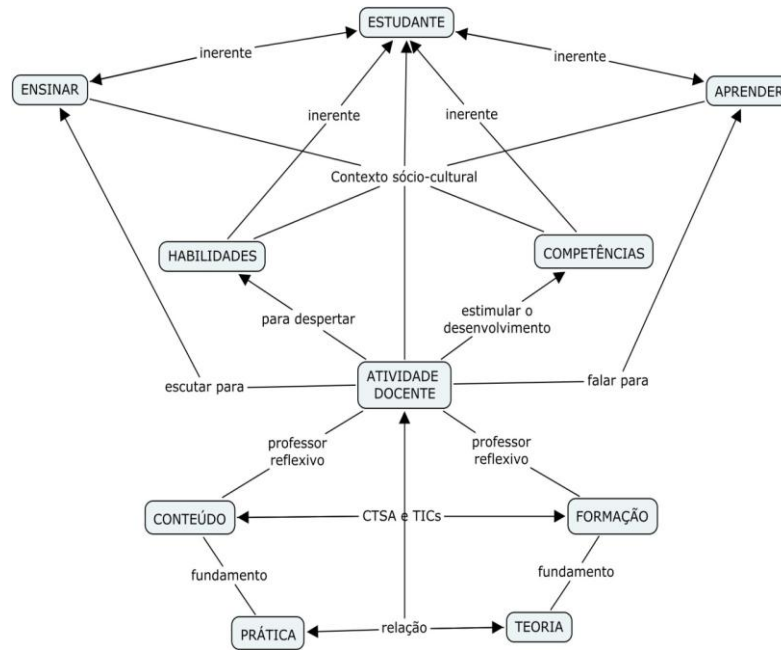 ESTUDANTE
inerente
inerente
ENSINAR
APRENDER
inerente
inerente
Contexto sócio-cultural
HABILIDADES
COMPETÊNCIAS
para despertar
estimular o
desenvolvimento
escutar para
ATIVIDADE
DOCENTE
falar para
professor
reflexivo
professor
reflexivo
CONTEÚDO
CTSA e TICs
FORMAÇÃO
fundamento
fundamento
PRÁTICA
relação
TEORIA